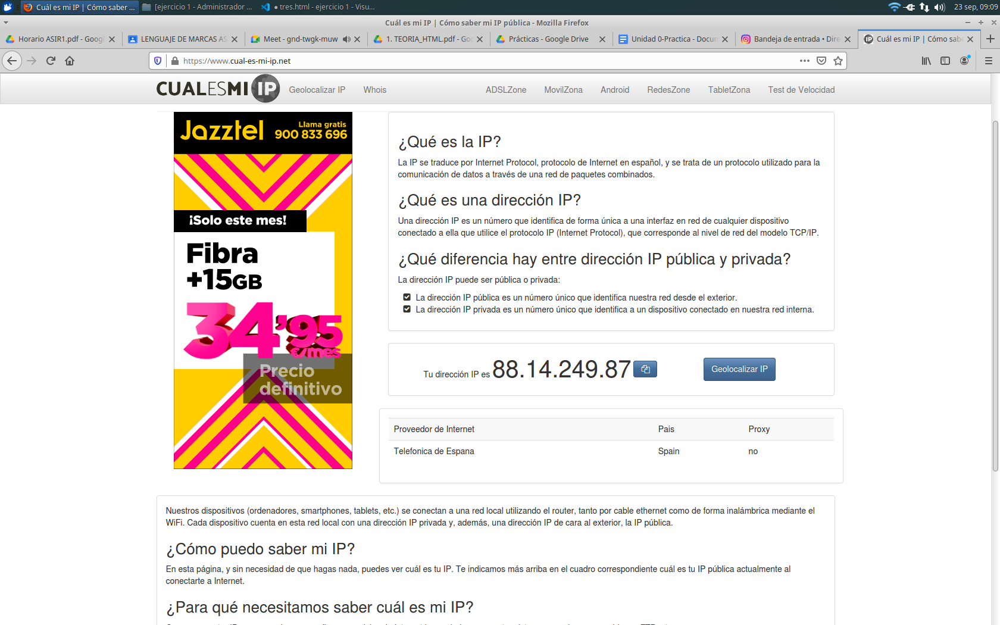 Cuál es mi IP | Cómo saber ...
[ejercicio 1 - Administrador ...
● tres.html - ejercicio 1 - Visu...
23 sep, 09:09
Cuál es mi IP | Cómo saber mi IP pública - Mozilla Firefox
Horario ASIR1.pdf - Goog
LENGUAJE DE MARCAS AS
Meet - gnd-twgk-muw
1. TEORIA_HTML.pdf - Goo
Prácticas - Google Drive
Unidad 0-Practica - Docum
Bandeja de entrada • Dire
Cuál es mi IP | Cómo sabe
https://www.cual-es-mi-ip.net
CUALESMI IP
Geolocalizar IP
Whois
ADSLZone
MovilZona
Android
RedesZone
TabletZona
Test de Velocidad
Jazztel
Llama gratis
900 833 696
¡Solo este mes!
Fibra
+15GB
34'95
€/mes
Precio
definitivo
¿Qué es la IP?
La IP se traduce por Internet Protocol, protocolo de Internet en español, y se trata de un protocolo utilizado para la
comunicación de datos a través de una red de paquetes combinados.
¿Qué es una dirección IP?
Una dirección IP es un número que identifica de forma única a una interfaz en red de cualquier dispositivo
conectado a ella que utilice el protocolo IP (Internet Protocol), que corresponde al nivel de red del modelo TCP/IP.
¿Qué diferencia hay entre dirección IP pública y privada?
La dirección IP puede ser pública o privada:
La dirección IP pública es un número único que identifica nuestra red desde el exterior.
La dirección IP privada es un número único que identifica a un dispositivo conectado en nuestra red interna.
Tu dirección IP es 88.14.249.87
Geolocalizar IP
Proveedor de Internet Pais Proxy
Telefonica de Espana Spain no
Nuestros dispositivos (ordenadores, smartphones, tablets, etc.) se conectan a una red local utilizando el router, tanto por cable ethernet como de forma inalámbrica mediante el
WiFi. Cada dispositivo cuenta en esta red local con una dirección IP privada y, además, una dirección IP de cara al exterior, la IP pública.
¿Cómo puedo saber mi IP?
En esta página, y sin necesidad de que hagas nada, puedes ver cuál es tu IP. Te indicamos más arriba en el cuadro correspondiente cuál es tu IP pública actualmente al
conectarte a Internet.
¿Para qué necesitamos saber cuál es mi IP?